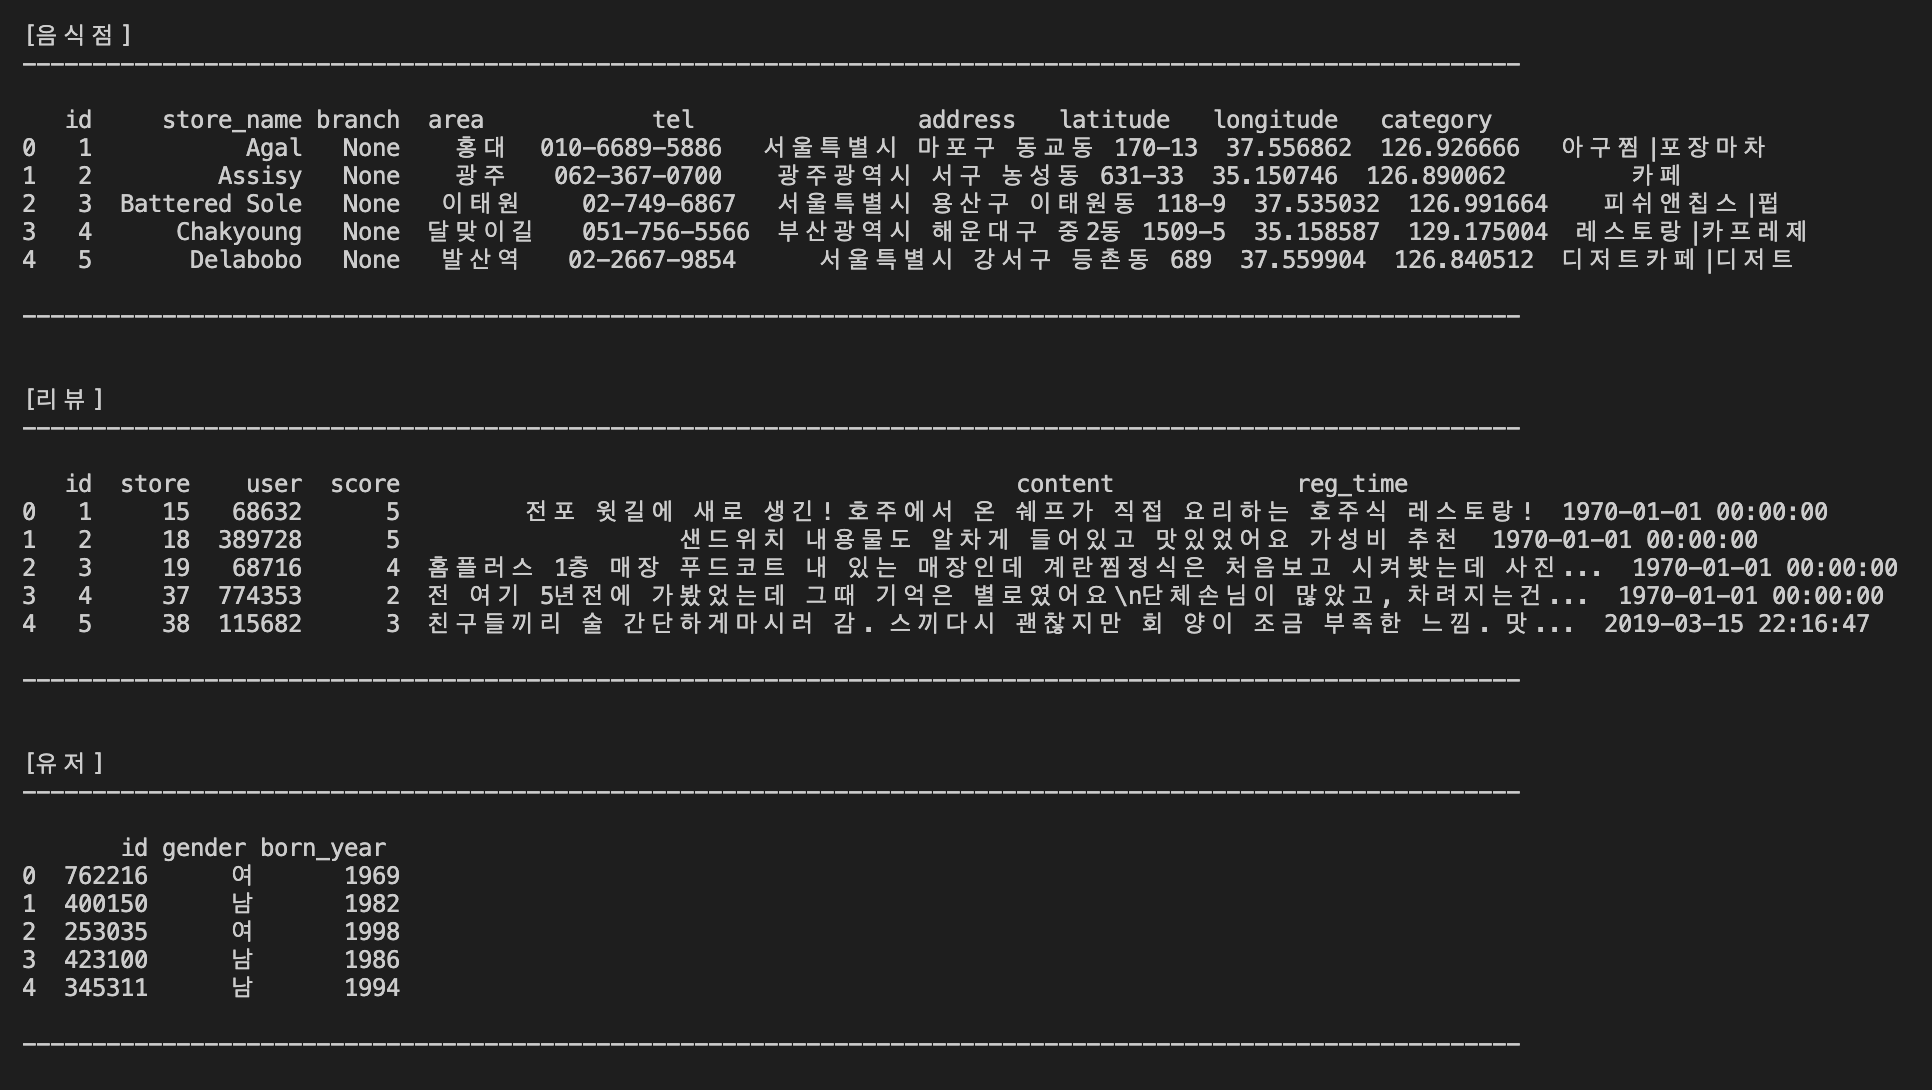 [음식점]
--------------------------------------------------------------------------------------------------------------
id store_name branch area tel address latitude longitude category
0 1 Agal None 홍대 010-6689-5886 서울특별시 마포구 동교동 170-13 37.556862 126.926666 아구찜|포장마차
1 2 Assisy None 광주 062-367-0700 광주광역시 서구 농성동 631-33 35.150746 126.890062 카페
2 3 Battered Sole None 이태원 02-749-6867 서울특별시 용산구 이태원동 118-9 37.535032 126.991664 피쉬앤칩스|펍
3 4 Chakyoung None 달맞이길 051-756-5566 부산광역시 해운대구 중2동 1509-5 35.158587 129.175004 레스토랑|카프레제
4 5 Delabobo None 발산역 02-2667-9854 서울특별시 강서구 등촌동 689 37.559904 126.840512 디저트카페|디저트
--------------------------------------------------------------------------------------------------------------
[리뷰]
--------------------------------------------------------------------------------------------------------------
id store user score content reg_time
0 1 15 68632 5 전포 윗길에 새로 생긴! 호주에서 온 쉐프가 직접 요리하는 호주식 레스토랑! 1970-01-01 00:00:00
1 2 18 389728 5 샌드위치 내용물도 알차게 들어있고 맛있었어요 가성비 추천 1970-01-01 00:00:00
2 3 19 68716 4 홈플러스 1층 매장 푸드코트 내 있는 매장인데 계란찜정식은 처음보고 시켜봣는데 사진... 1970-01-01 00:00:00
3 4 37 774353 2 전 여기 5년전에 가봤었는데 그때 기억은 별로였어요\n단체손님이 많았고, 차려지는건... 1970-01-01 00:00:00
4 5 38 115682 3 친구들끼리 술 간단하게마시러 감. 스끼다시 괜찮지만 회 양이 조금 부족한 느낌. 맛... 2019-03-15 22:16:47
--------------------------------------------------------------------------------------------------------------
[유저]
--------------------------------------------------------------------------------------------------------------
id gender born_year
0 762216 여 1969
1 400150 남 1982
2 253035 여 1998
3 423100 남 1986
4 345311 남 1994
--------------------------------------------------------------------------------------------------------------